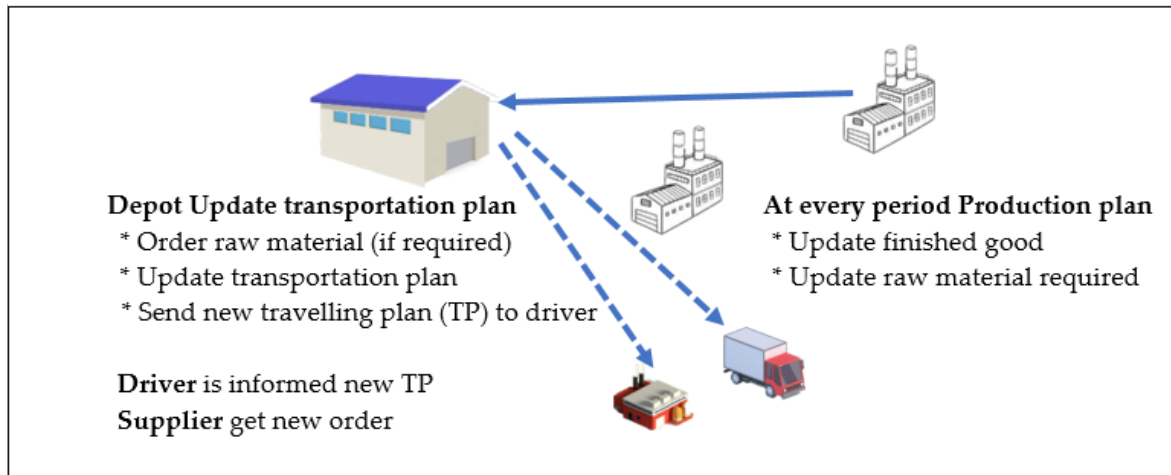 Depot Update transportation plan
* Order raw material (if required)
* Update transportation plan
* Send new travelling plan (TP) to driver
Driver is informed new TP
Supplier get new order
At every period Production plan
* Update finished good
* Update raw material required